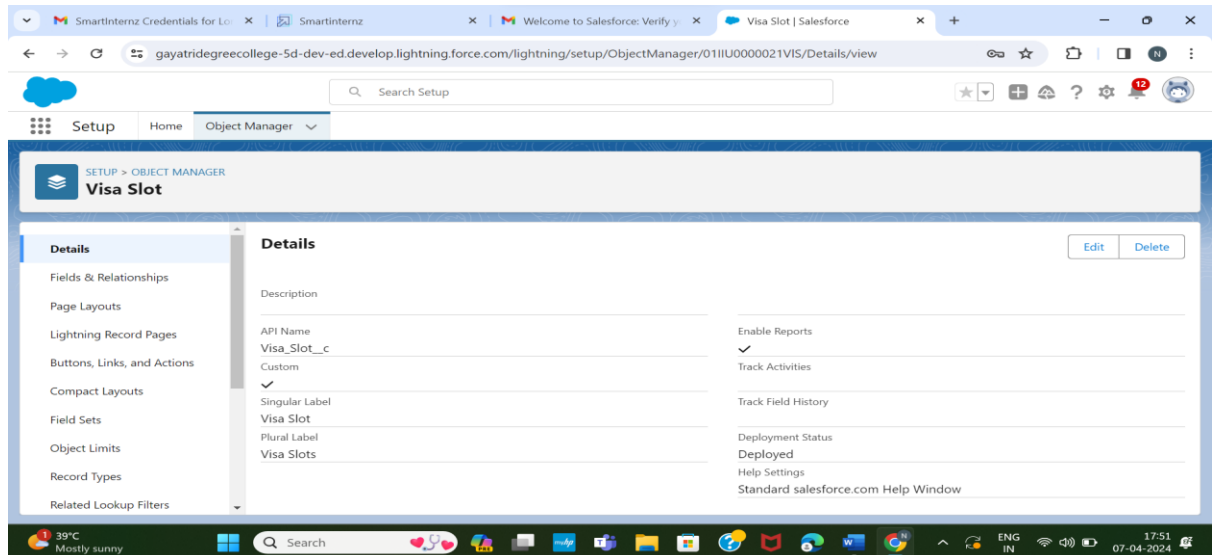 SmartInternz Credentials for Lo
Smartinternz
Welcome to Salesforce: Verify y
Visa Slot | Salesforce
gayatridegreecollege-5d-dev-ed.develop.lightning.force.com/lightning/setup/ObjectManager/01IIU0000021VlS/Details/view
N
Search Setup
12
Setup
Home
Object Manager
SETUP > OBJECT MANAGER
Visa Slot
Details
Fields & Relationships
Page Layouts
Lightning Record Pages
Buttons, Links, and Actions
Compact Layouts
Field Sets
Object Limits
Record Types
Related Lookup Filters
Details
Edit
Delete
Description
API Name
Visa_Slot__c
Custom
Singular Label
Visa Slot
Plural Label
Visa Slots
Enable Reports
Track Activities
Track Field History
Deployment Status
Deployed
Help Settings
Standard salesforce.com Help Window
1
39°C
Mostly sunny
Search
ENG
IN
17:51
07-04-2024